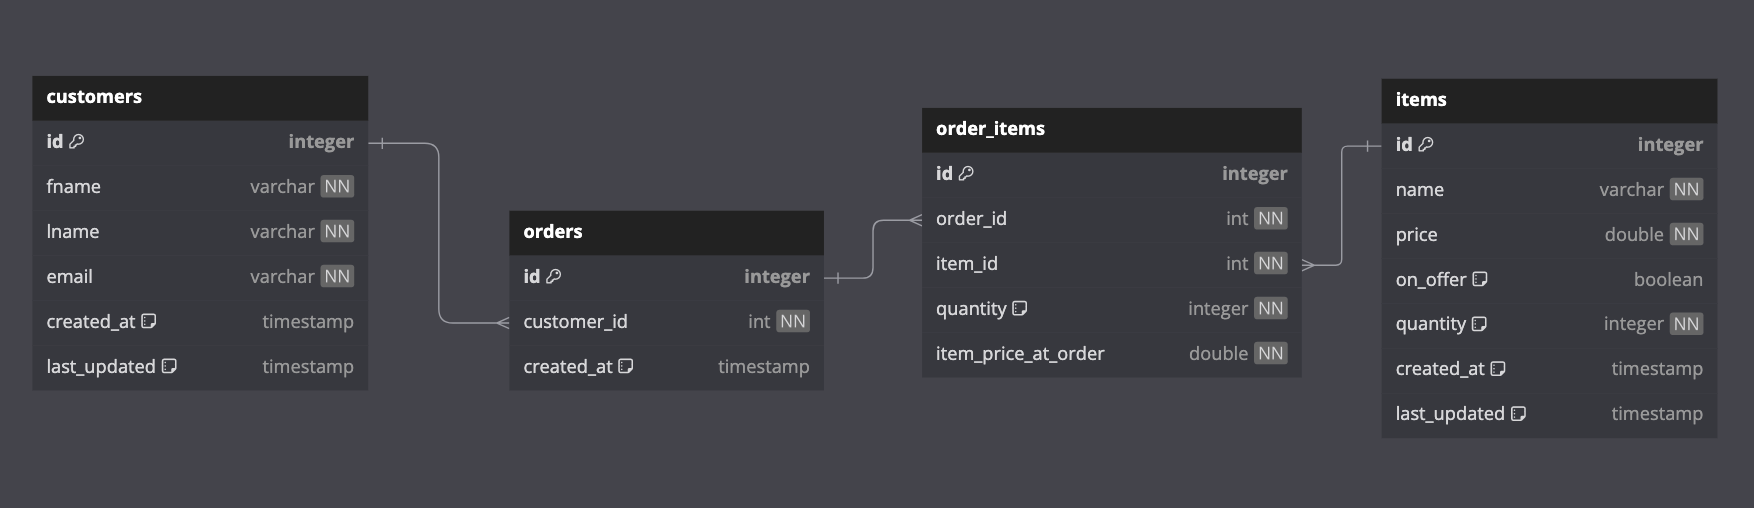 customers
id integer
fname varchar NN
lname varchar NN
email varchar NN
created_at timestamp
last_updated timestamp
orders
id integer
customer_id int NN
created_at timestamp
order_items
id integer
order_id int NN
item_id int NN
quantity integer NN
item_price_at_order double NN
items
id integer
name varchar NN
price double NN
on_offer boolean
quantity integer NN
created_at timestamp
last_updated timestamp